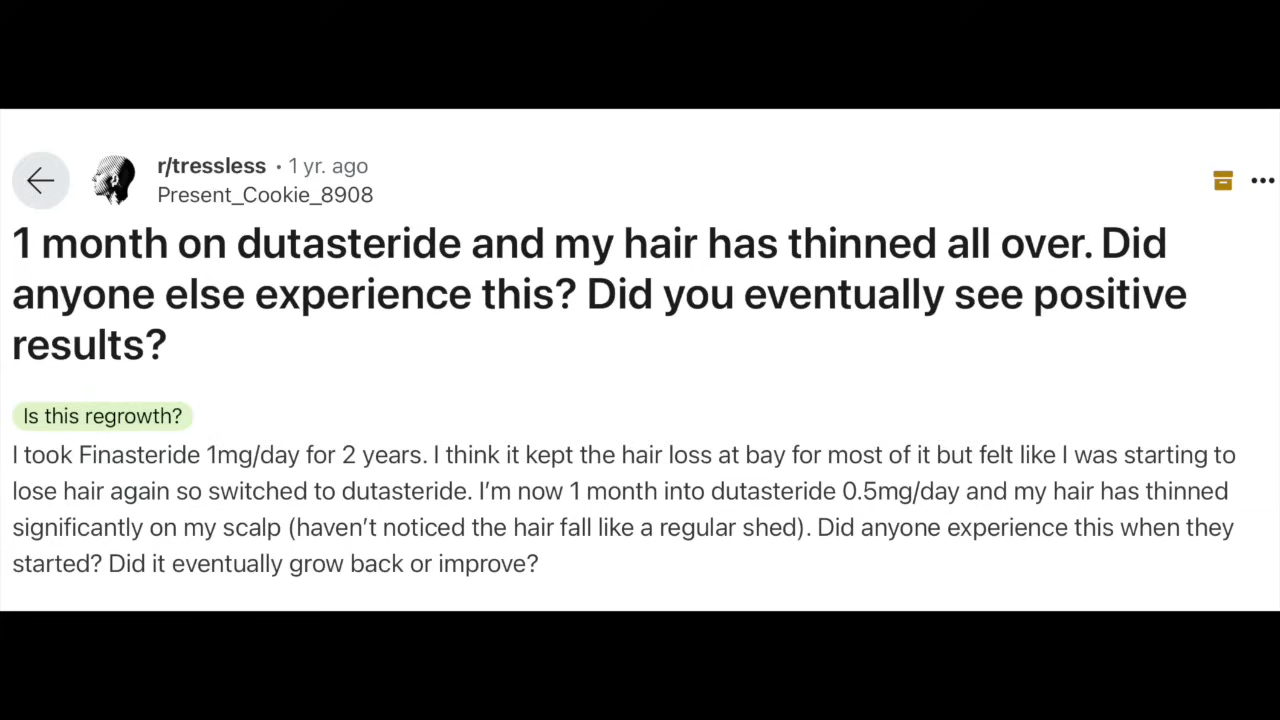 r/tressless • 1 yr. ago
Present_Cookie_8908
1 month on dutasteride and my hair has thinned all over. Did
anyone else experience this? Did you eventually see positive
results?
Is this regrowth?
I took Finasteride 1mg/day for 2 years. I think it kept the hair loss at bay for most of it but felt like I was starting to
lose hair again so switched to dutasteride. I’m now 1 month into dutasteride 0.5mg/day and my hair has thinned
significantly on my scalp (haven’t noticed the hair fall like a regular shed). Did anyone experience this when they
started? Did it eventually grow back or improve?